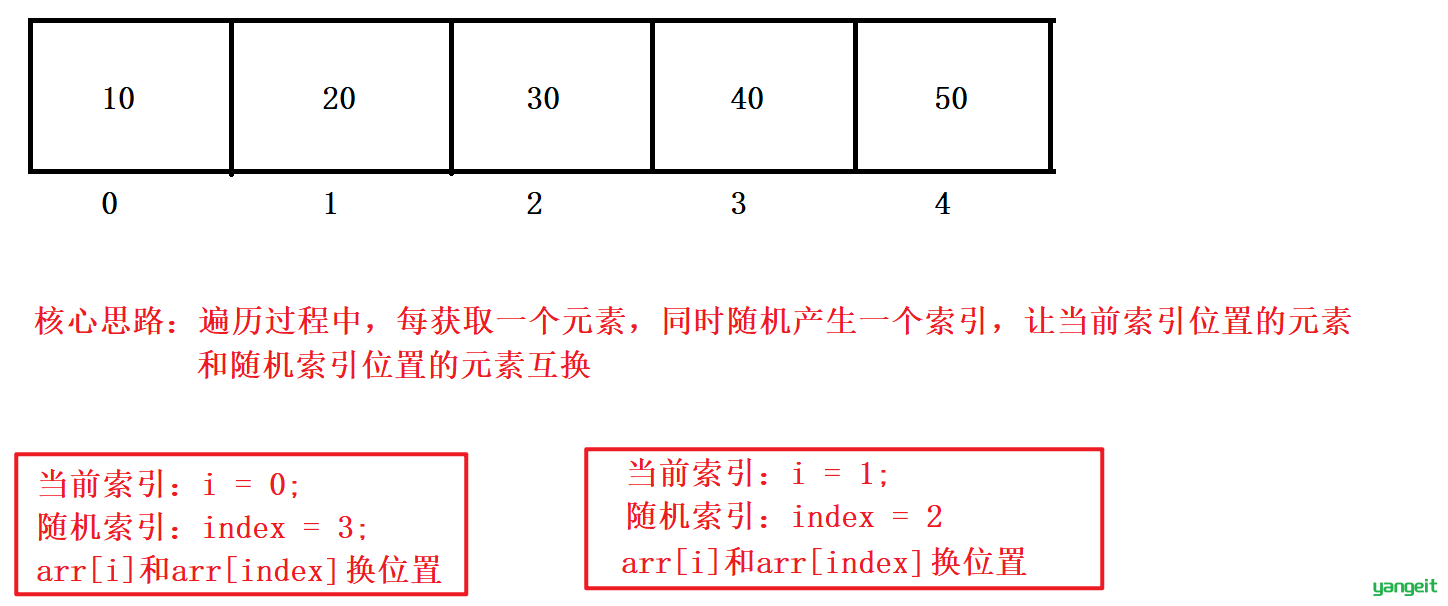 10 20 30 40 50
0 1 2 3 4
核心思路：遍历过程中，每获取一个元素，同时随机产生一个索引，让当前索引位置的元素
和随机索引位置的元素互换
当前索引：i = 0;
随机索引：index = 3;
arr[i]和arr[index]换位置
当前索引：i = 1;
随机索引：index = 2
arr[i]和arr[index]换位置
yangeit